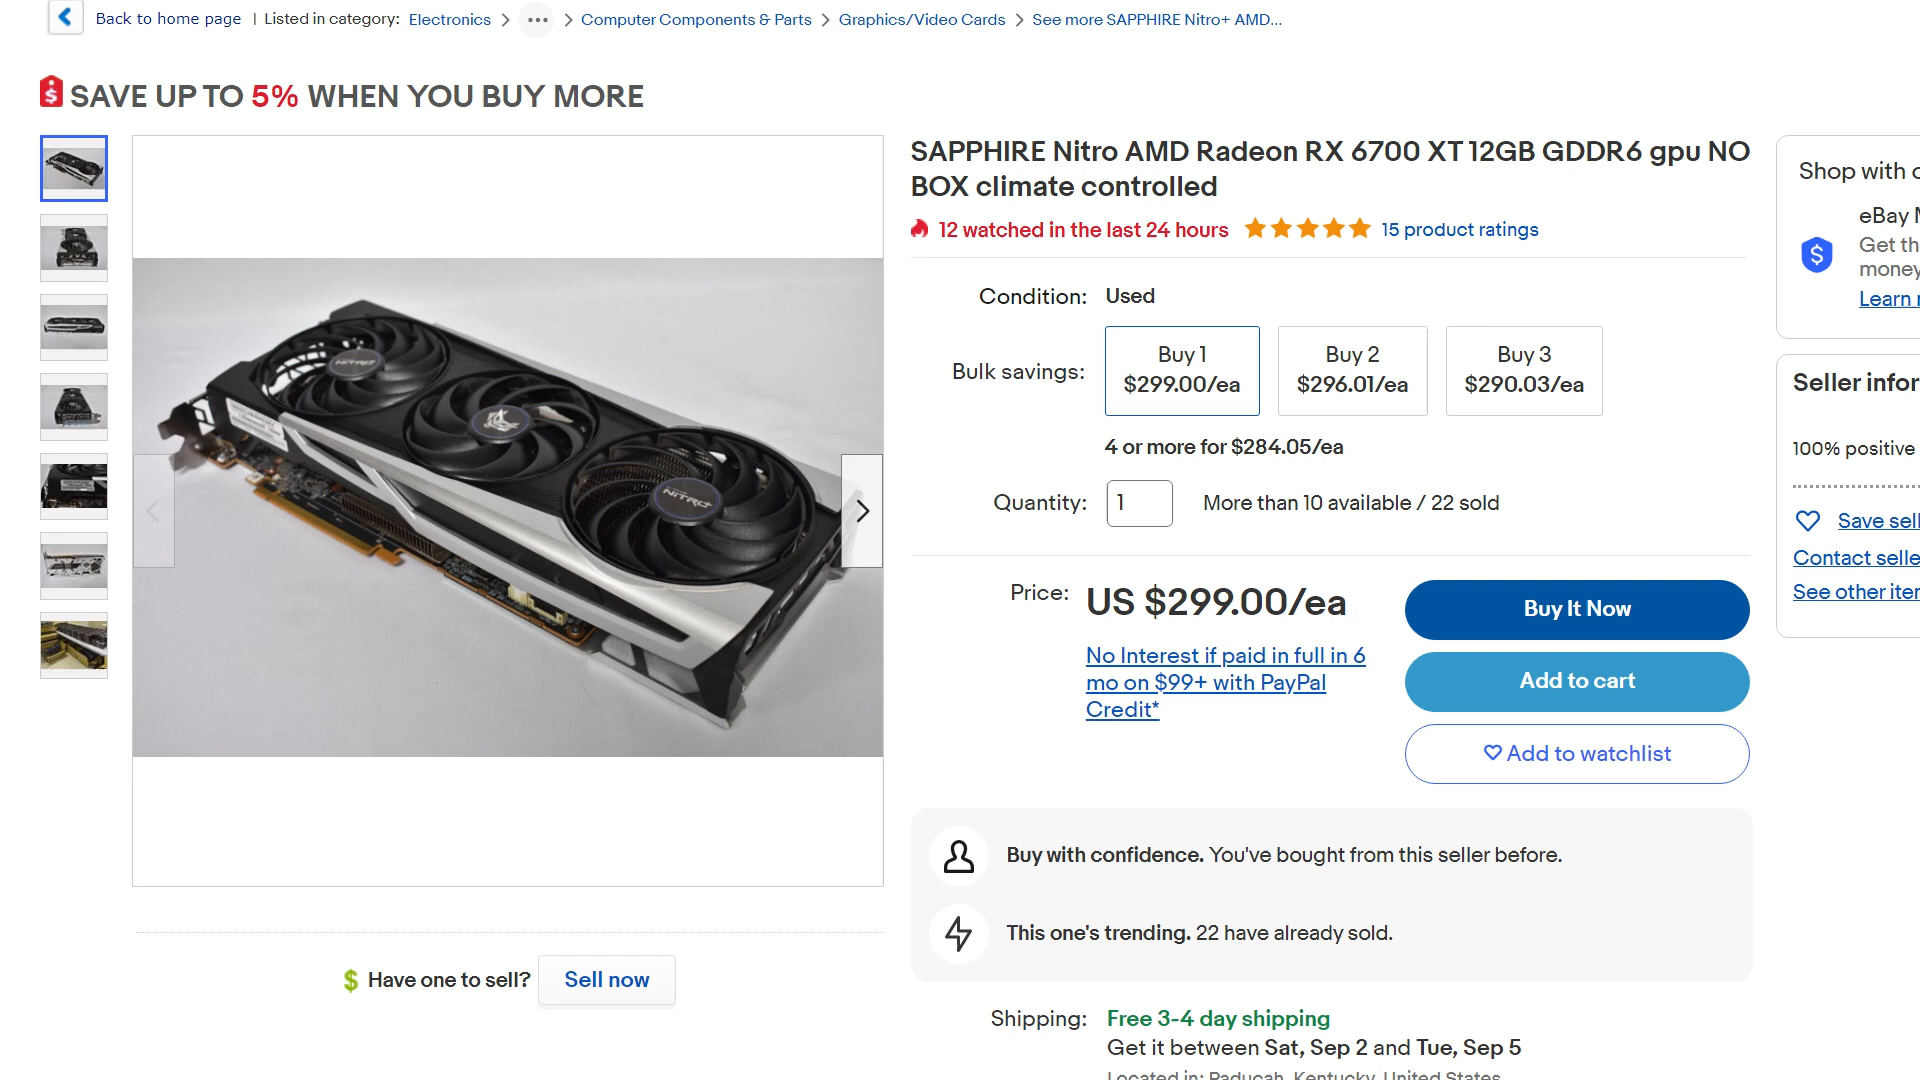 Back to home page | Listed in category: Electronics > ••• > Computer Components & Parts > Graphics/Video Cards > See more SAPPHIRE Nitro+ AMD...
SAVE UP TO 5% WHEN YOU BUY MORE
SAPPHIRE Nitro AMD Radeon RX 6700 XT 12GB GDDR6 gpu NO
BOX climate controlled
12 watched in the last 24 hours
15 product ratings
Condition: Used
Bulk savings:
Buy 1
$299.00/ea
Buy 2
$296.01/ea
Buy 3
$290.03/ea
4 or more for $284.05/ea
Quantity: 1 More than 10 available / 22 sold
Price: US $299.00/ea
No Interest if paid in full in 6
mo on $99+ with PayPal
Credit*
Buy It Now
Add to cart
Add to watchlist
Buy with confidence. You've bought from this seller before.
This one's trending. 22 have already sold.
Shipping: Free 3-4 day shipping
Get it between Sat, Sep 2 and Tue, Sep 5
Located in: Paducah, Kentucky, United States
NITRO+
NITRO+
$ Have one to sell? Sell now
Shop with
eBay
Get th
money
Learn
Seller infor
100% positive
Save sell
Contact selle
See other iter